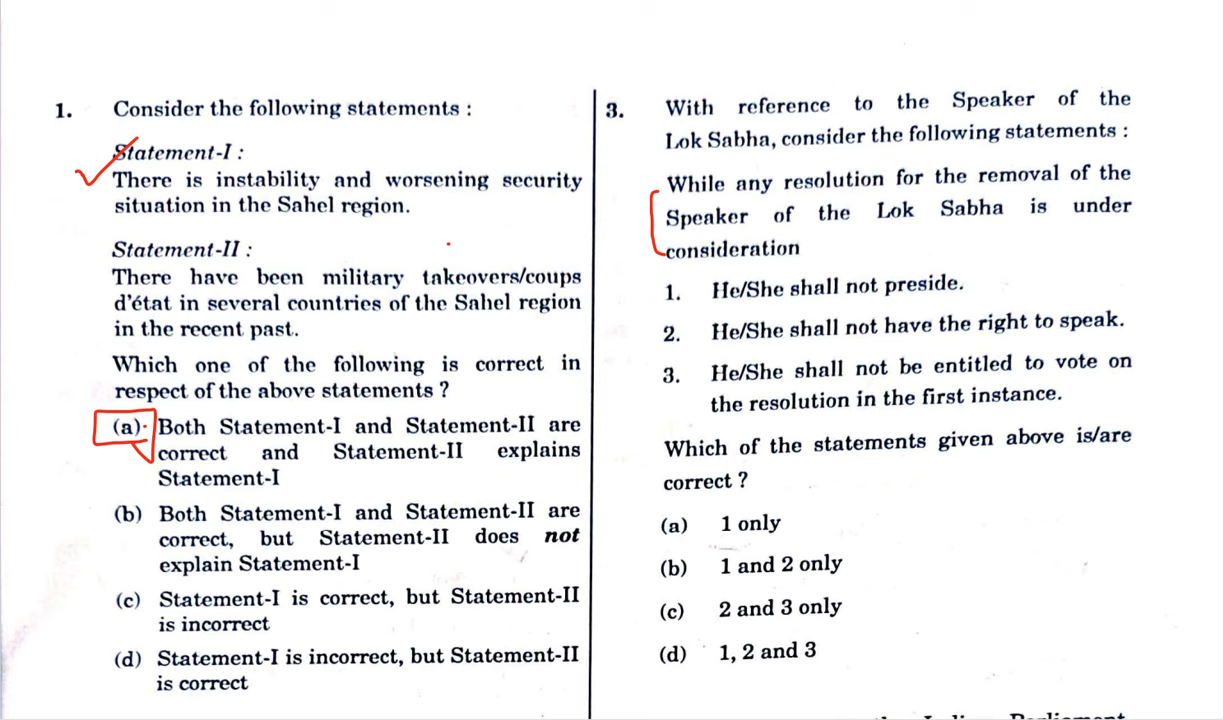 1. Consider the following statements :
Statement-I :
There is instability and worsening security
situation in the Sahel region.
Statement-II :
There have been military takeovers/coups
d'état in several countries of the Sahel region
in the recent past.
Which one of the following is correct in
respect of the above statements ?
(a) Both Statement-I and Statement-II are
correct and Statement-II explains
Statement-I
(b) Both Statement-I and Statement-II are
correct, but Statement-II does not
explain Statement-I
(c) Statement-I is correct, but Statement-II
is incorrect
(d) Statement-I is incorrect, but Statement-II
is correct
3. With reference to the Speaker of the
Lok Sabha, consider the following statements :
While any resolution for the removal of the
Speaker of the Lok Sabha is under
consideration
1. He/She shall not preside.
2. He/She shall not have the right to speak.
3. He/She shall not be entitled to vote on
the resolution in the first instance.
Which of the statements given above is/are
correct ?
(a) 1 only
(b) 1 and 2 only
(c) 2 and 3 only
(d) 1, 2 and 3